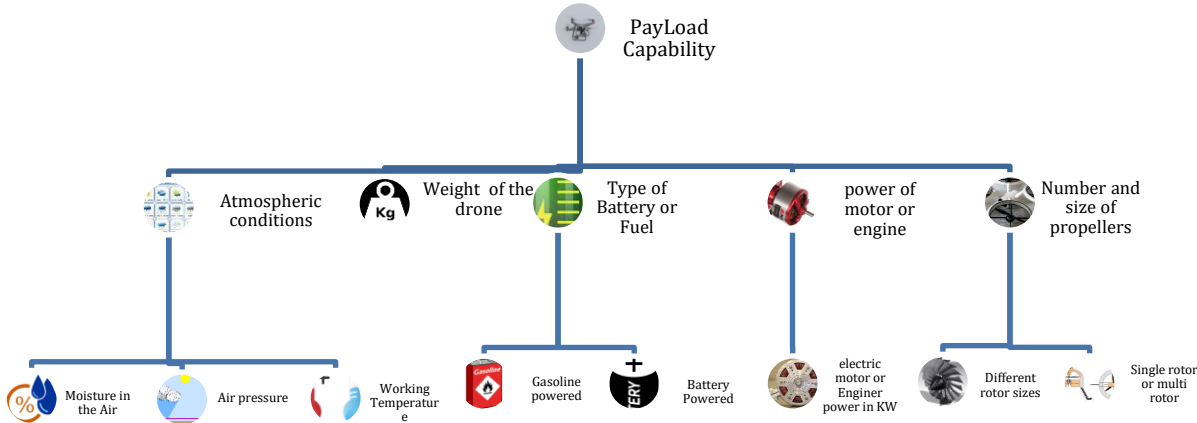 PayLoad
Capability
Atmospheric
conditions
Kg
Weight of the
drone
Type of
Battery or
Fuel
power of
motor or
engine
Number and
size of
propellers
%
Moisture in
the Air
Air pressure
Working
Temperatur
e
Gasoline
Gasoline
powered
+
TERY
Battery
Powered
electric
motor or
Enginer
power in KW
Different
rotor sizes
Single rotor
or multi
rotor